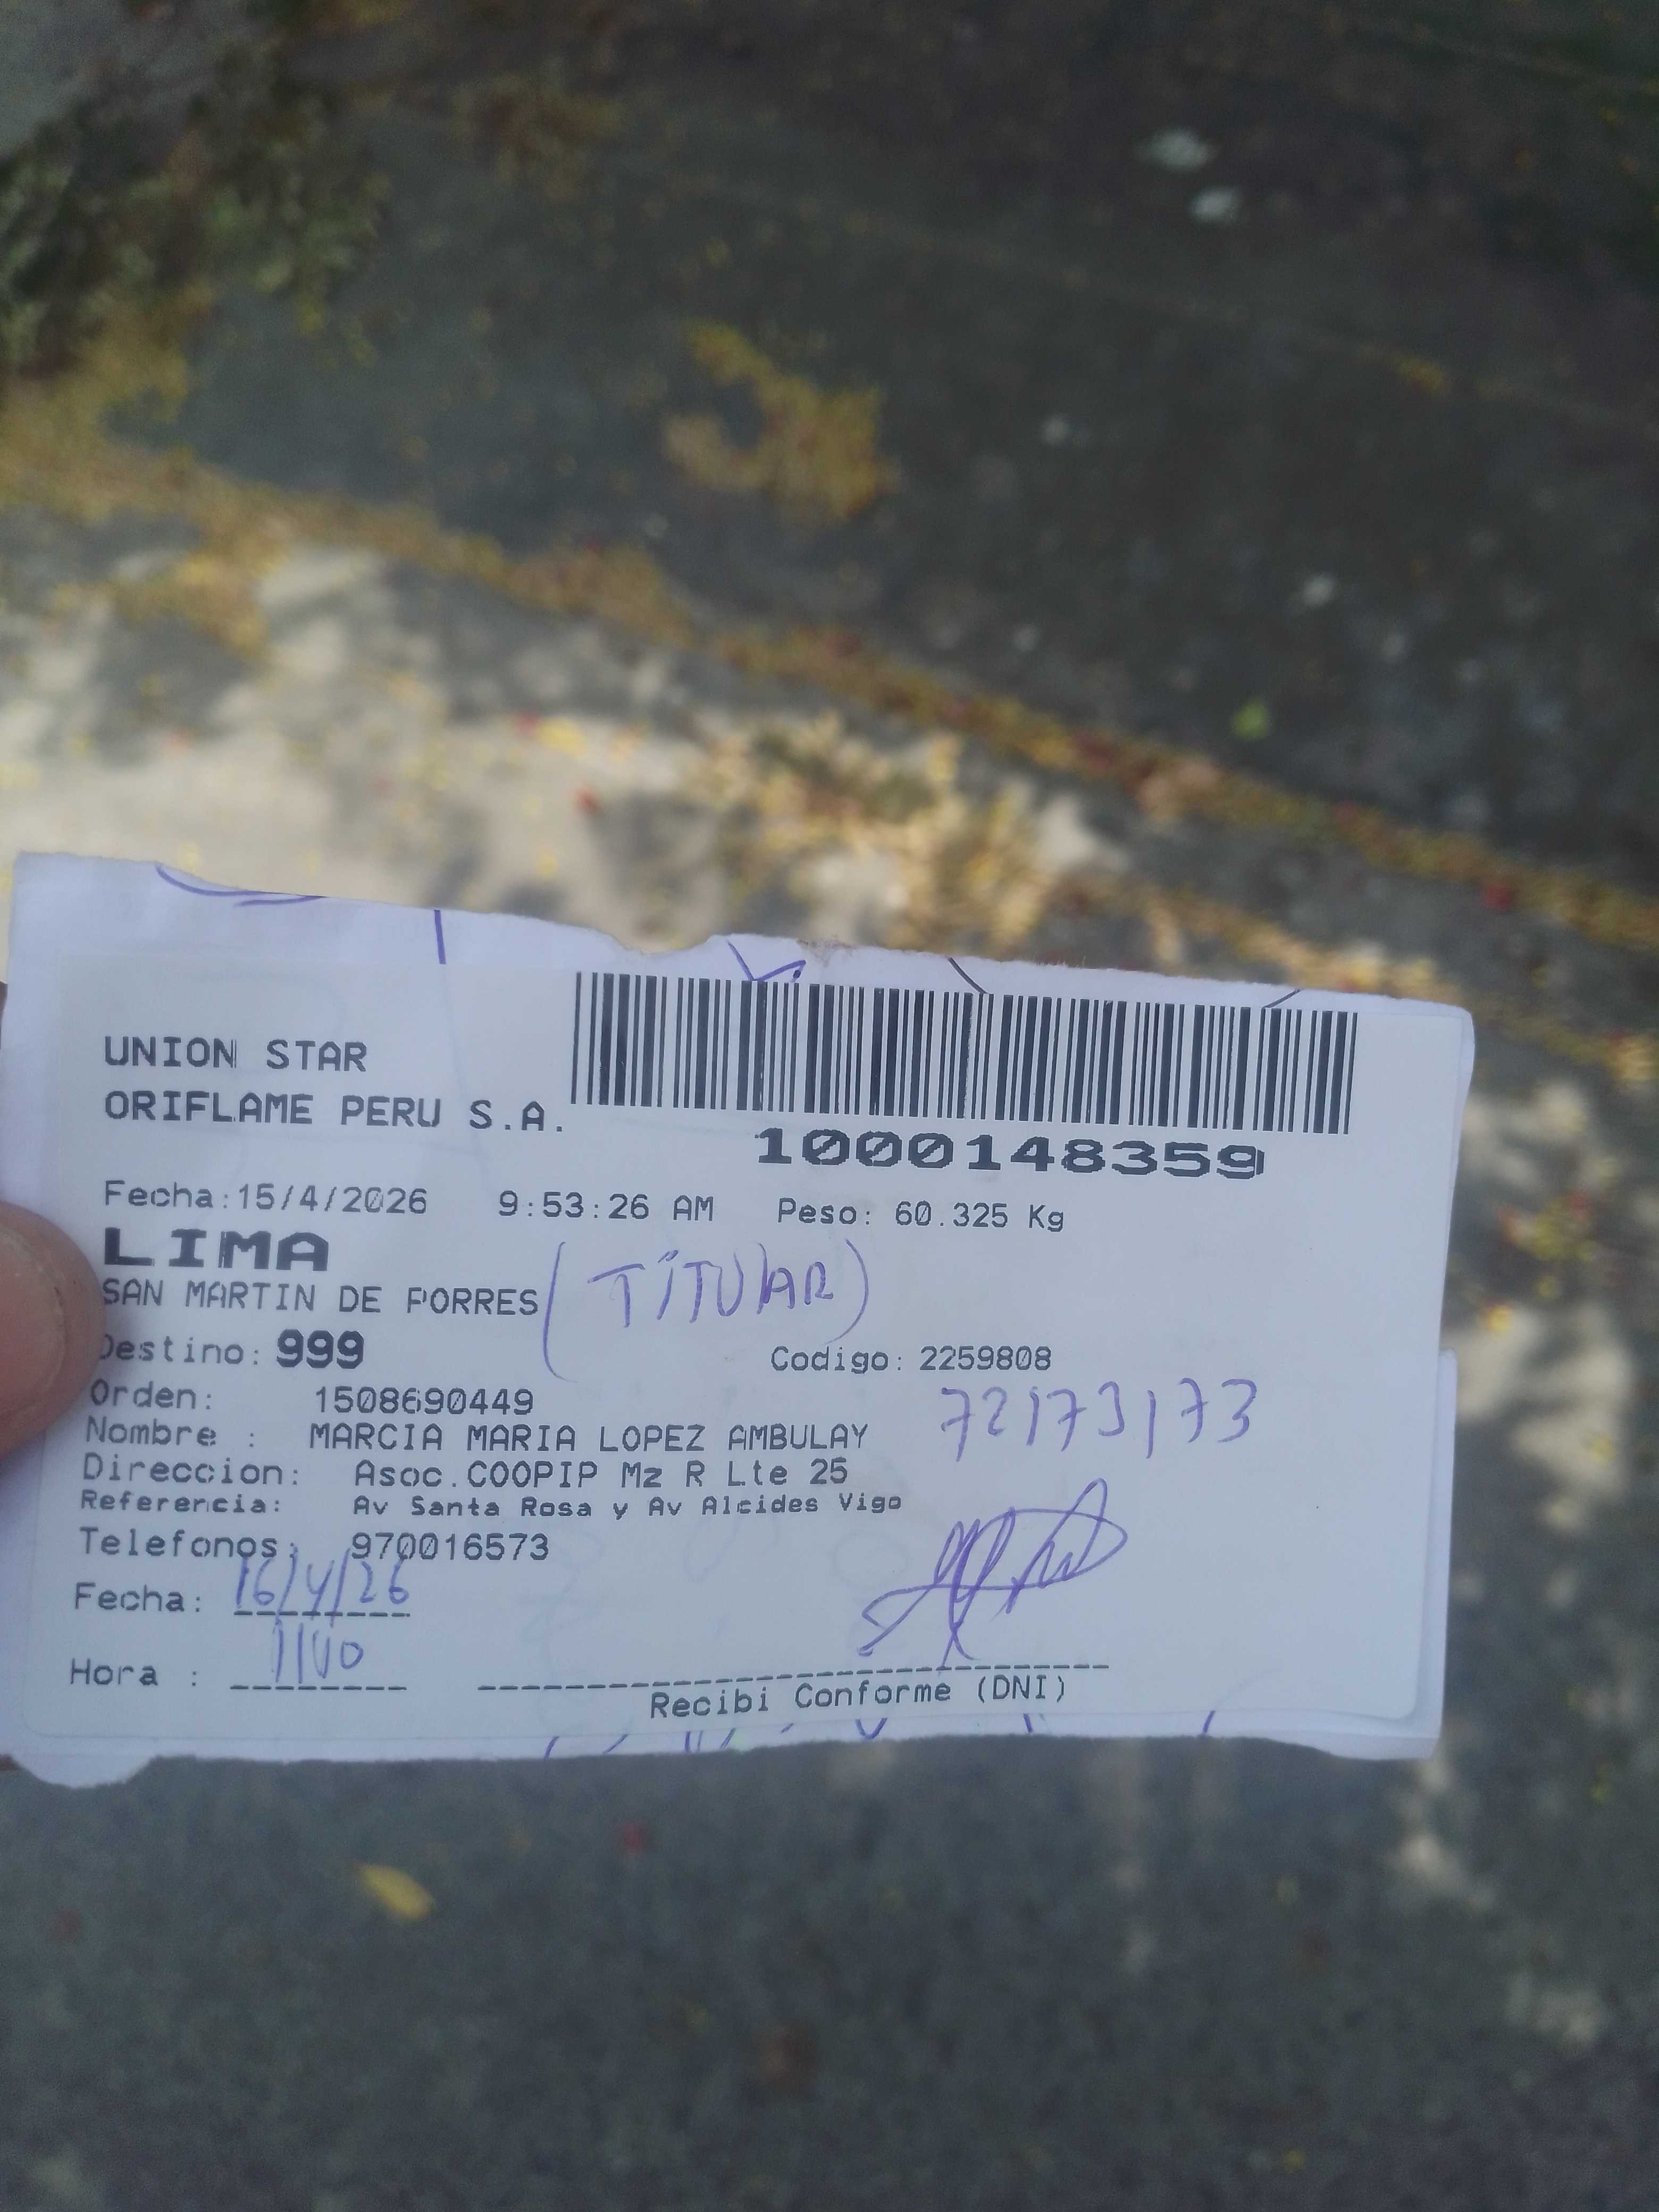 UNION STAR
ORIFLAME PERU S.A.
1000148359
Fecha:15/4/2026 9:53:26 AM Peso: 60.325 Kg
LIMA
SAN MARTIN DE PORRES (TITULAR)
Destino: 999 Codigo: 2259808
Orden: 1508690449
72173173
Nombre : MARCIA MARIA LOPEZ AMBULAY
Direccion: Asoc.COOPIP Mz R Lte 25
Referencia: Av Santa Rosa y Av Alcides Vigo
Telefonos: 970016573
Fecha: 16/4/26
Hora : 1140
Recibi Conforme (DNI)